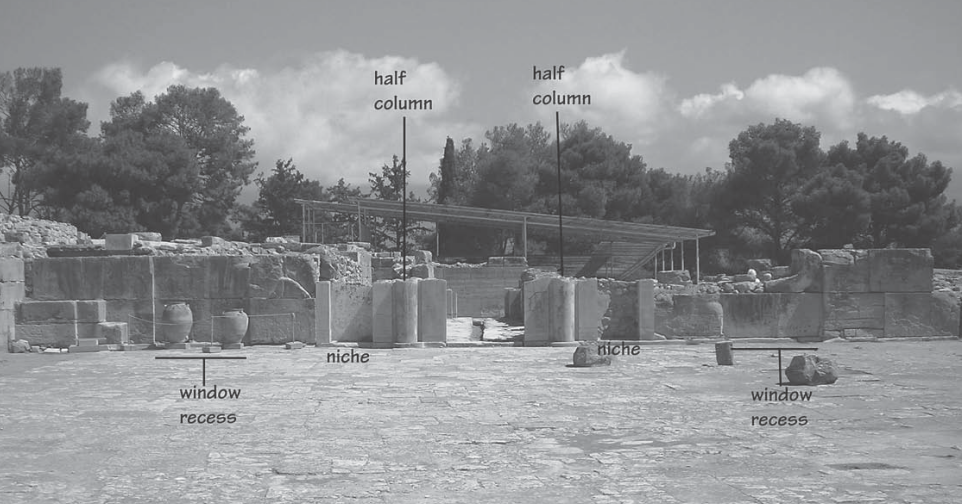 half
column
half
column
niche
niche
window
recess
window
recess